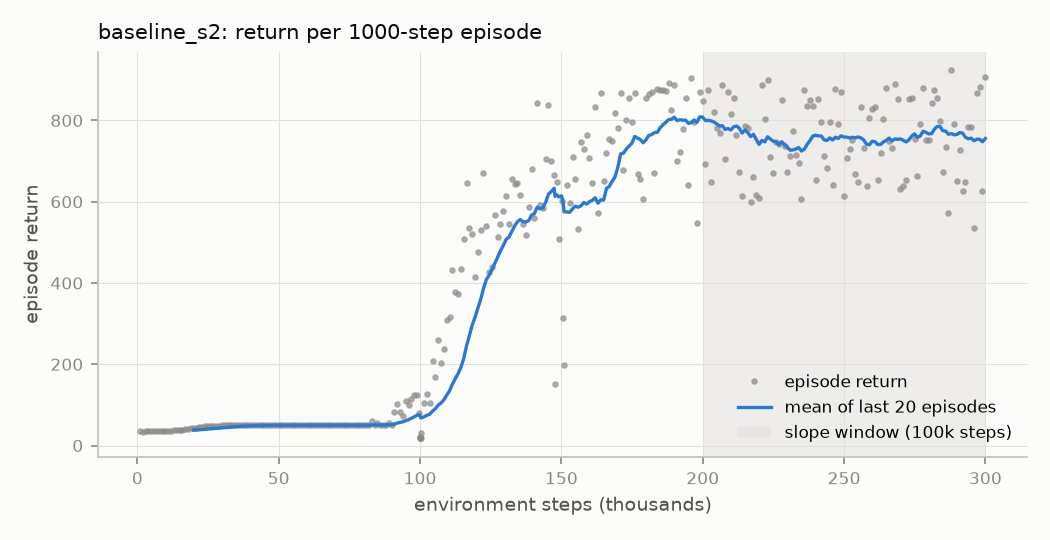 baseline_s2: return per 1000-step episode
episode return
800
600
400
200
0
episode return
mean of last 20 episodes
slope window (100k steps)
0 50 100 150 200 250 300
environment steps (thousands)